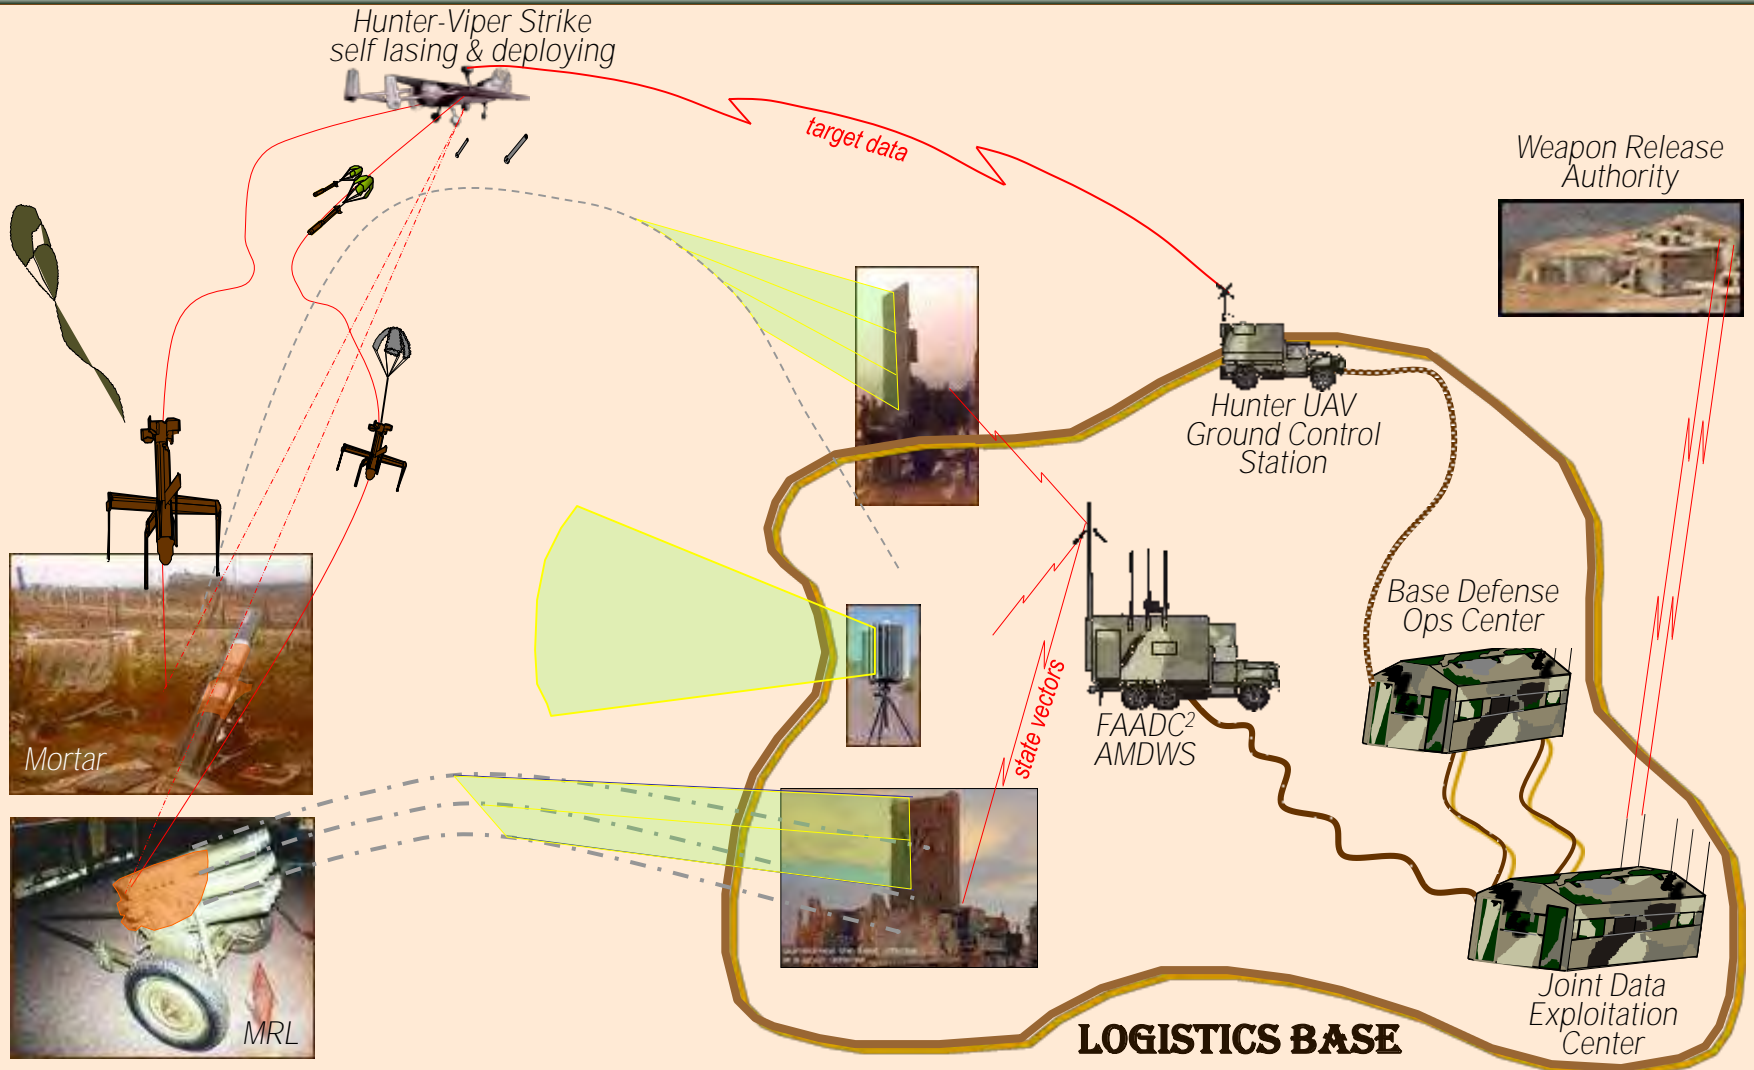 Hunter-Viper Strike
self lasing & deploying
target data
Weapon Release
Authority
Hunter UAV
Ground Control
Station
Base Defense
Ops Center
state vectors
FAADC²
AMDWS
Mortar
MRL
Joint Data
Exploitation
Center
LOGISTICS BASE